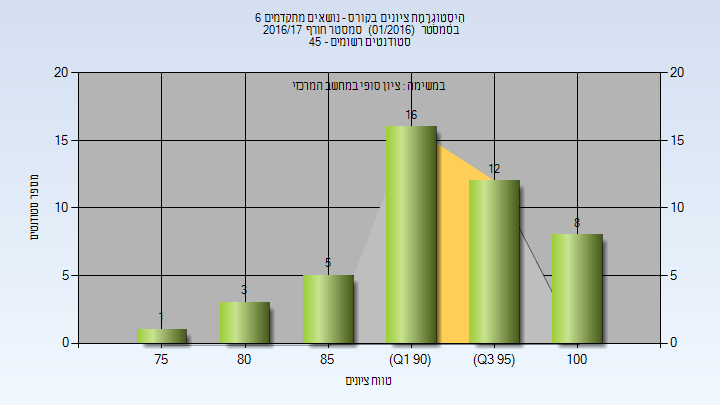 הִיסְטוֹגְרַמַת ציונים בקורס - נושאים מתקדמים 6
בסמסטר (01/2016) סמסטר חורף 2016/17
סטודנטים רשומים - 45
במשימה : ציון סופי במחשב המרכזי
20 20
15 15
10 10
5 5
0 0
מספר סטודנטים
1 3 5 16 12 8
75 80 85 (Q1 90) (Q3 95) 100
טווח ציונים